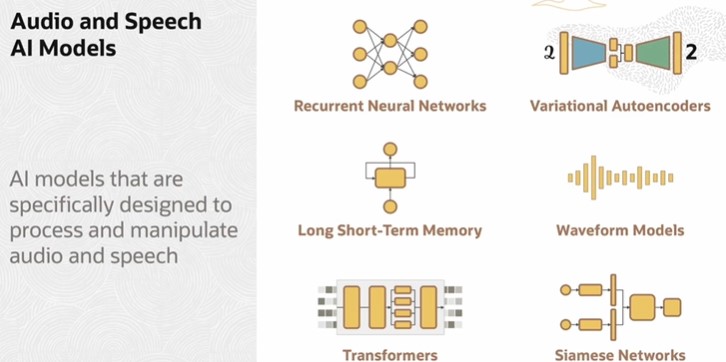 Audio and Speech
AI Models
AI models that are
specifically designed to
process and manipulate
audio and speech
Recurrent Neural Networks
2 2
Variational Autoencoders
Long Short-Term Memory
Waveform Models
Transformers
Siamese Networks